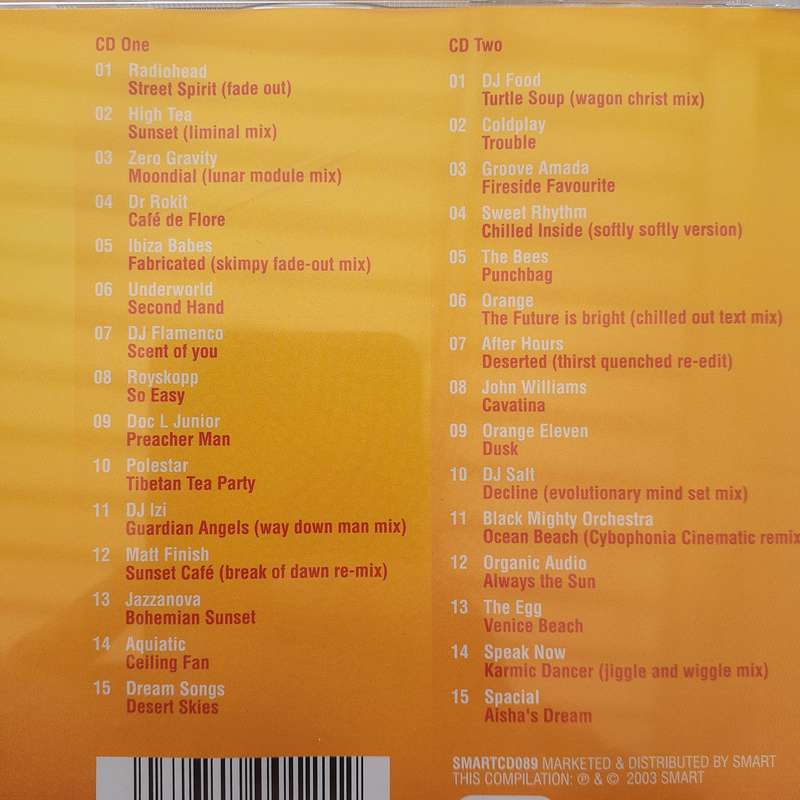 CD One
01 Radiohead
Street Spirit (fade out)
02 High Tea
Sunset (liminal mix)
03 Zero Gravity
Moondial (lunar module mix)
04 Dr Rokit
Café de Flore
05 Ibiza Babes
Fabricated (skimpy fade-out mix)
06 Underworld
Second Hand
07 DJ Flamenco
Scent of you
08 Royskopp
So Easy
09 Doc L Junior
Preacher Man
10 Polestar
Tibetan Tea Party
11 DJ Izi
Guardian Angels (way down man mix)
12 Matt Finish
Sunset Café (break of dawn re-mix)
13 Jazzanova
Bohemian Sunset
14 Aquiatic
Ceiling Fan
15 Dream Songs
Desert Skies
CD Two
01 DJ Food
Turtle Soup (wagon christ mix)
02 Coldplay
Trouble
03 Groove Amada
Fireside Favourite
04 Sweet Rhythm
Chilled Inside (softly softly version)
05 The Bees
Punchbag
06 Orange
The Future is bright (chilled out text mix)
07 After Hours
Deserted (thirst quenched re-edit)
08 John Williams
Cavatina
09 Orange Eleven
Dusk
10 DJ Salt
Decline (evolutionary mind set mix)
11 Black Mighty Orchestra
Ocean Beach (Cybophonia Cinematic remix
12 Organic Audio
Always the Sun
13 The Egg
Venice Beach
14 Speak Now
Karmic Dancer (jiggle and wiggle mix)
15 Spacial
Aisha's Dream
SMARTCD089 MARKETED & DISTRIBUTED BY SMART
THIS COMPILATION: ℗ & © 2003 SMART